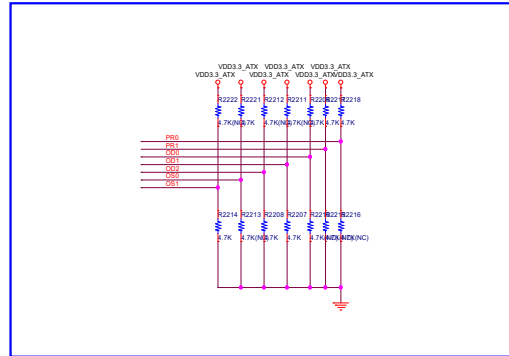 VDD3.3_ATX VDD3.3_ATX VDD3.3_ATX
VDD3.3_ATX VDD3.3_ATX VDD3.3_ATX VDD3.3_ATX
R2222 R2221 R2212 R2211 R2218
4.7K(NC) 4.7K 4.7K(NC) 4.7K(NC) 4.7K 4.7K
PR0
PR1
OD0
OD1
OD2
OS0
OS1
R2214 R2213 R2208 R2207 R2216
4.7K 4.7K(NC) 4.7K 4.7K 4.7K(NC)